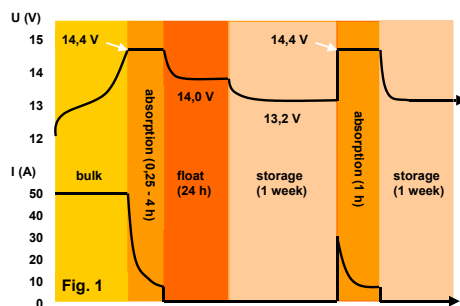 U (V)
15
14,4 V
14,4 V
14
14,0 V
13
13,2 V
12
absorption (0,25 - 4 h)
absorption (1 h)
I (A)
bulk
float
(24 h)
storage
(1 week)
storage
(1 week)
50
40
30
20
10
0
Fig. 1